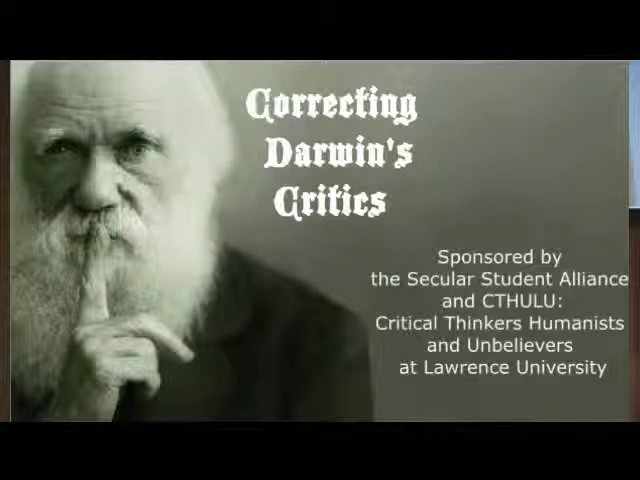 Correcting
Darwin's
Critics
Sponsored by
the Secular Student Alliance
and CTHULU:
Critical Thinkers Humanists
and Unbelievers
at Lawrence University